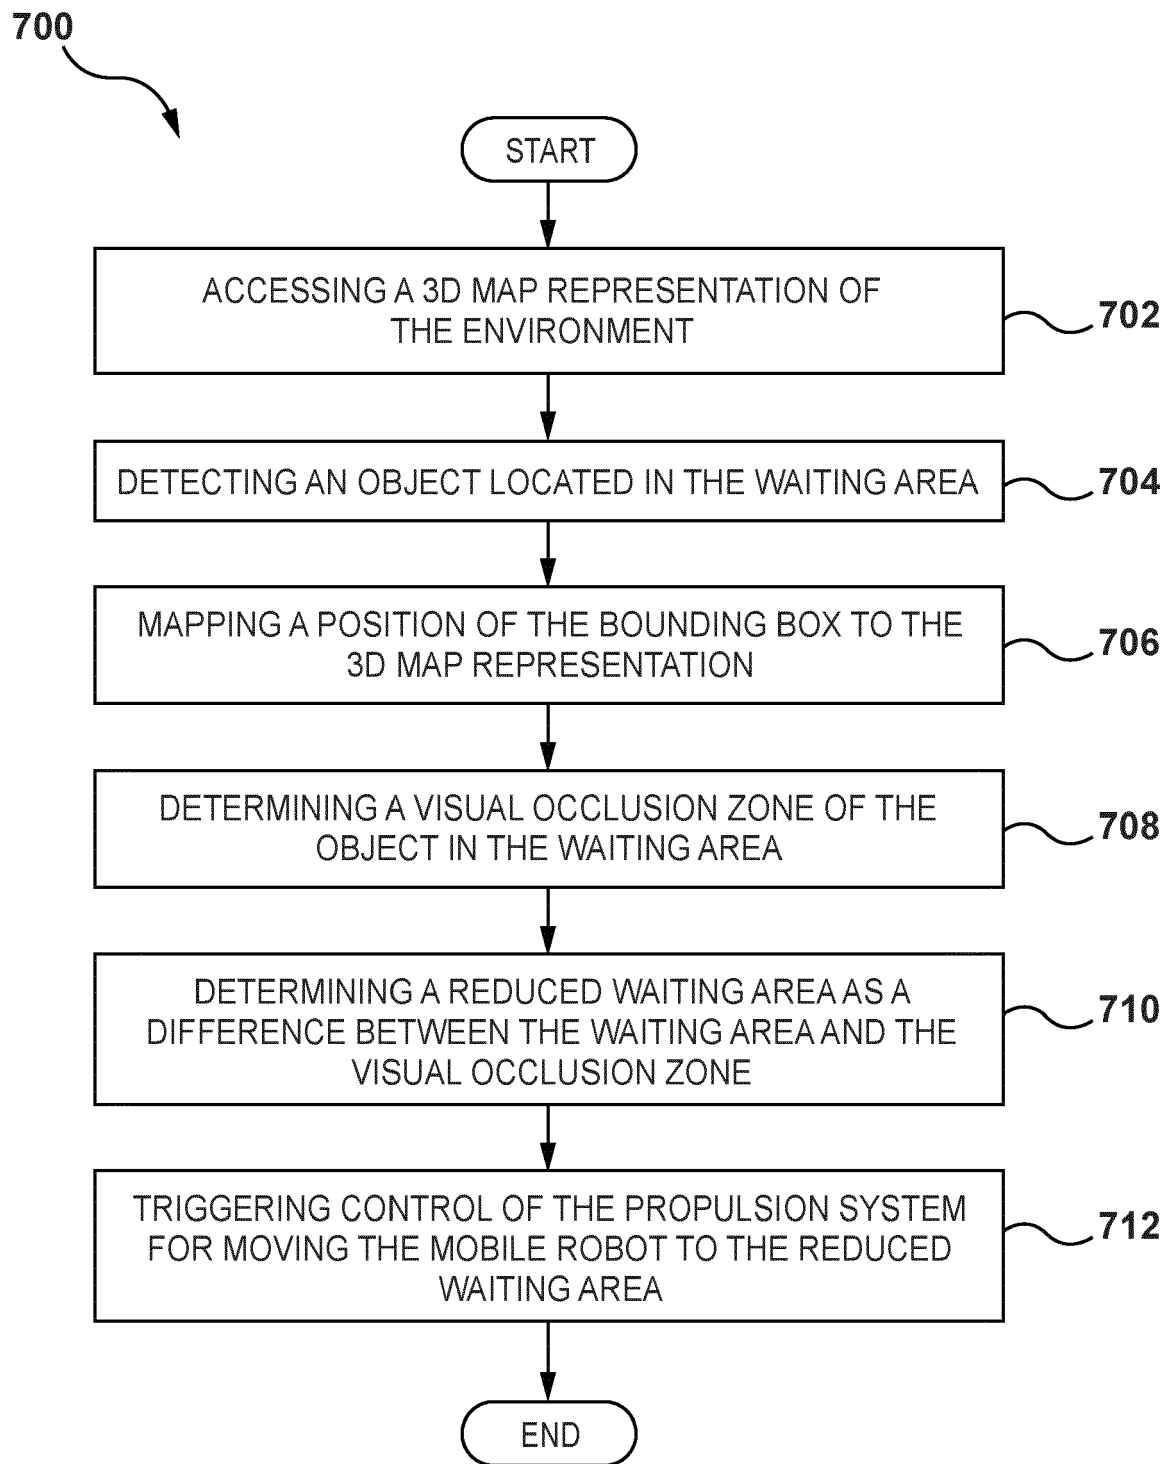 700
START
ACCESSING A 3D MAP REPRESENTATION OF
THE ENVIRONMENT
702
DETECTING AN OBJECT LOCATED IN THE WAITING AREA
704
MAPPING A POSITION OF THE BOUNDING BOX TO THE
3D MAP REPRESENTATION
706
DETERMINING A VISUAL OCCLUSION ZONE OF THE
OBJECT IN THE WAITING AREA
708
DETERMINING A REDUCED WAITING AREA AS A
DIFFERENCE BETWEEN THE WAITING AREA AND THE
VISUAL OCCLUSION ZONE
710
TRIGGERING CONTROL OF THE PROPULSION SYSTEM
FOR MOVING THE MOBILE ROBOT TO THE REDUCED
WAITING AREA
712
END